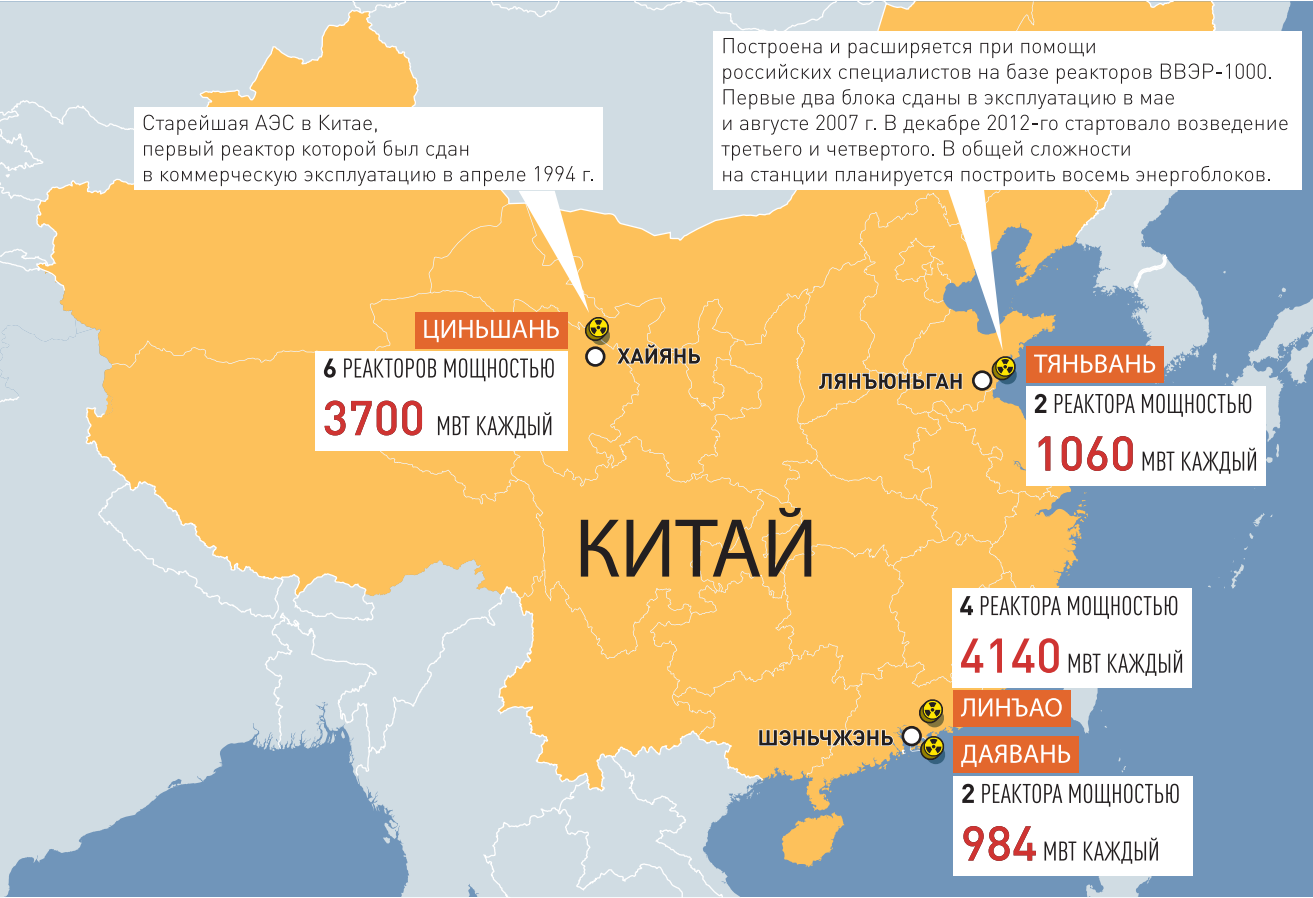 Построена и расширяется при помощи
российских специалистов на базе реакторов ВВЭР-1000.
Первые два блока сданы в эксплуатацию в мае
и августе 2007 г. В декабре 2012-го стартовало возведение
третьего и четвертого. В общей сложности
на станции планируется построить восемь энергоблоков.
Старейшая АЭС в Китае,
первый реактор которой был сдан
в коммерческую эксплуатацию в апреле 1994 г.
ЦИНЬШАНЬ
6 РЕАКТОРОВ МОЩНОСТЬЮ
3700 МВТ КАЖДЫЙ
ХАЙЯНЬ
ЛЯНЪЮНЬГАН
ТЯНЬВАНЬ
2 РЕАКТОРА МОЩНОСТЬЮ
1060 МВТ КАЖДЫЙ
КИТАЙ
4 РЕАКТОРА МОЩНОСТЬЮ
4140 МВТ КАЖДЫЙ
ЛИНЪАО
ШЭНЬЧЖЭНЬ
ДАЯВАНЬ
2 РЕАКТОРА МОЩНОСТЬЮ
984 МВТ КАЖДЫЙ